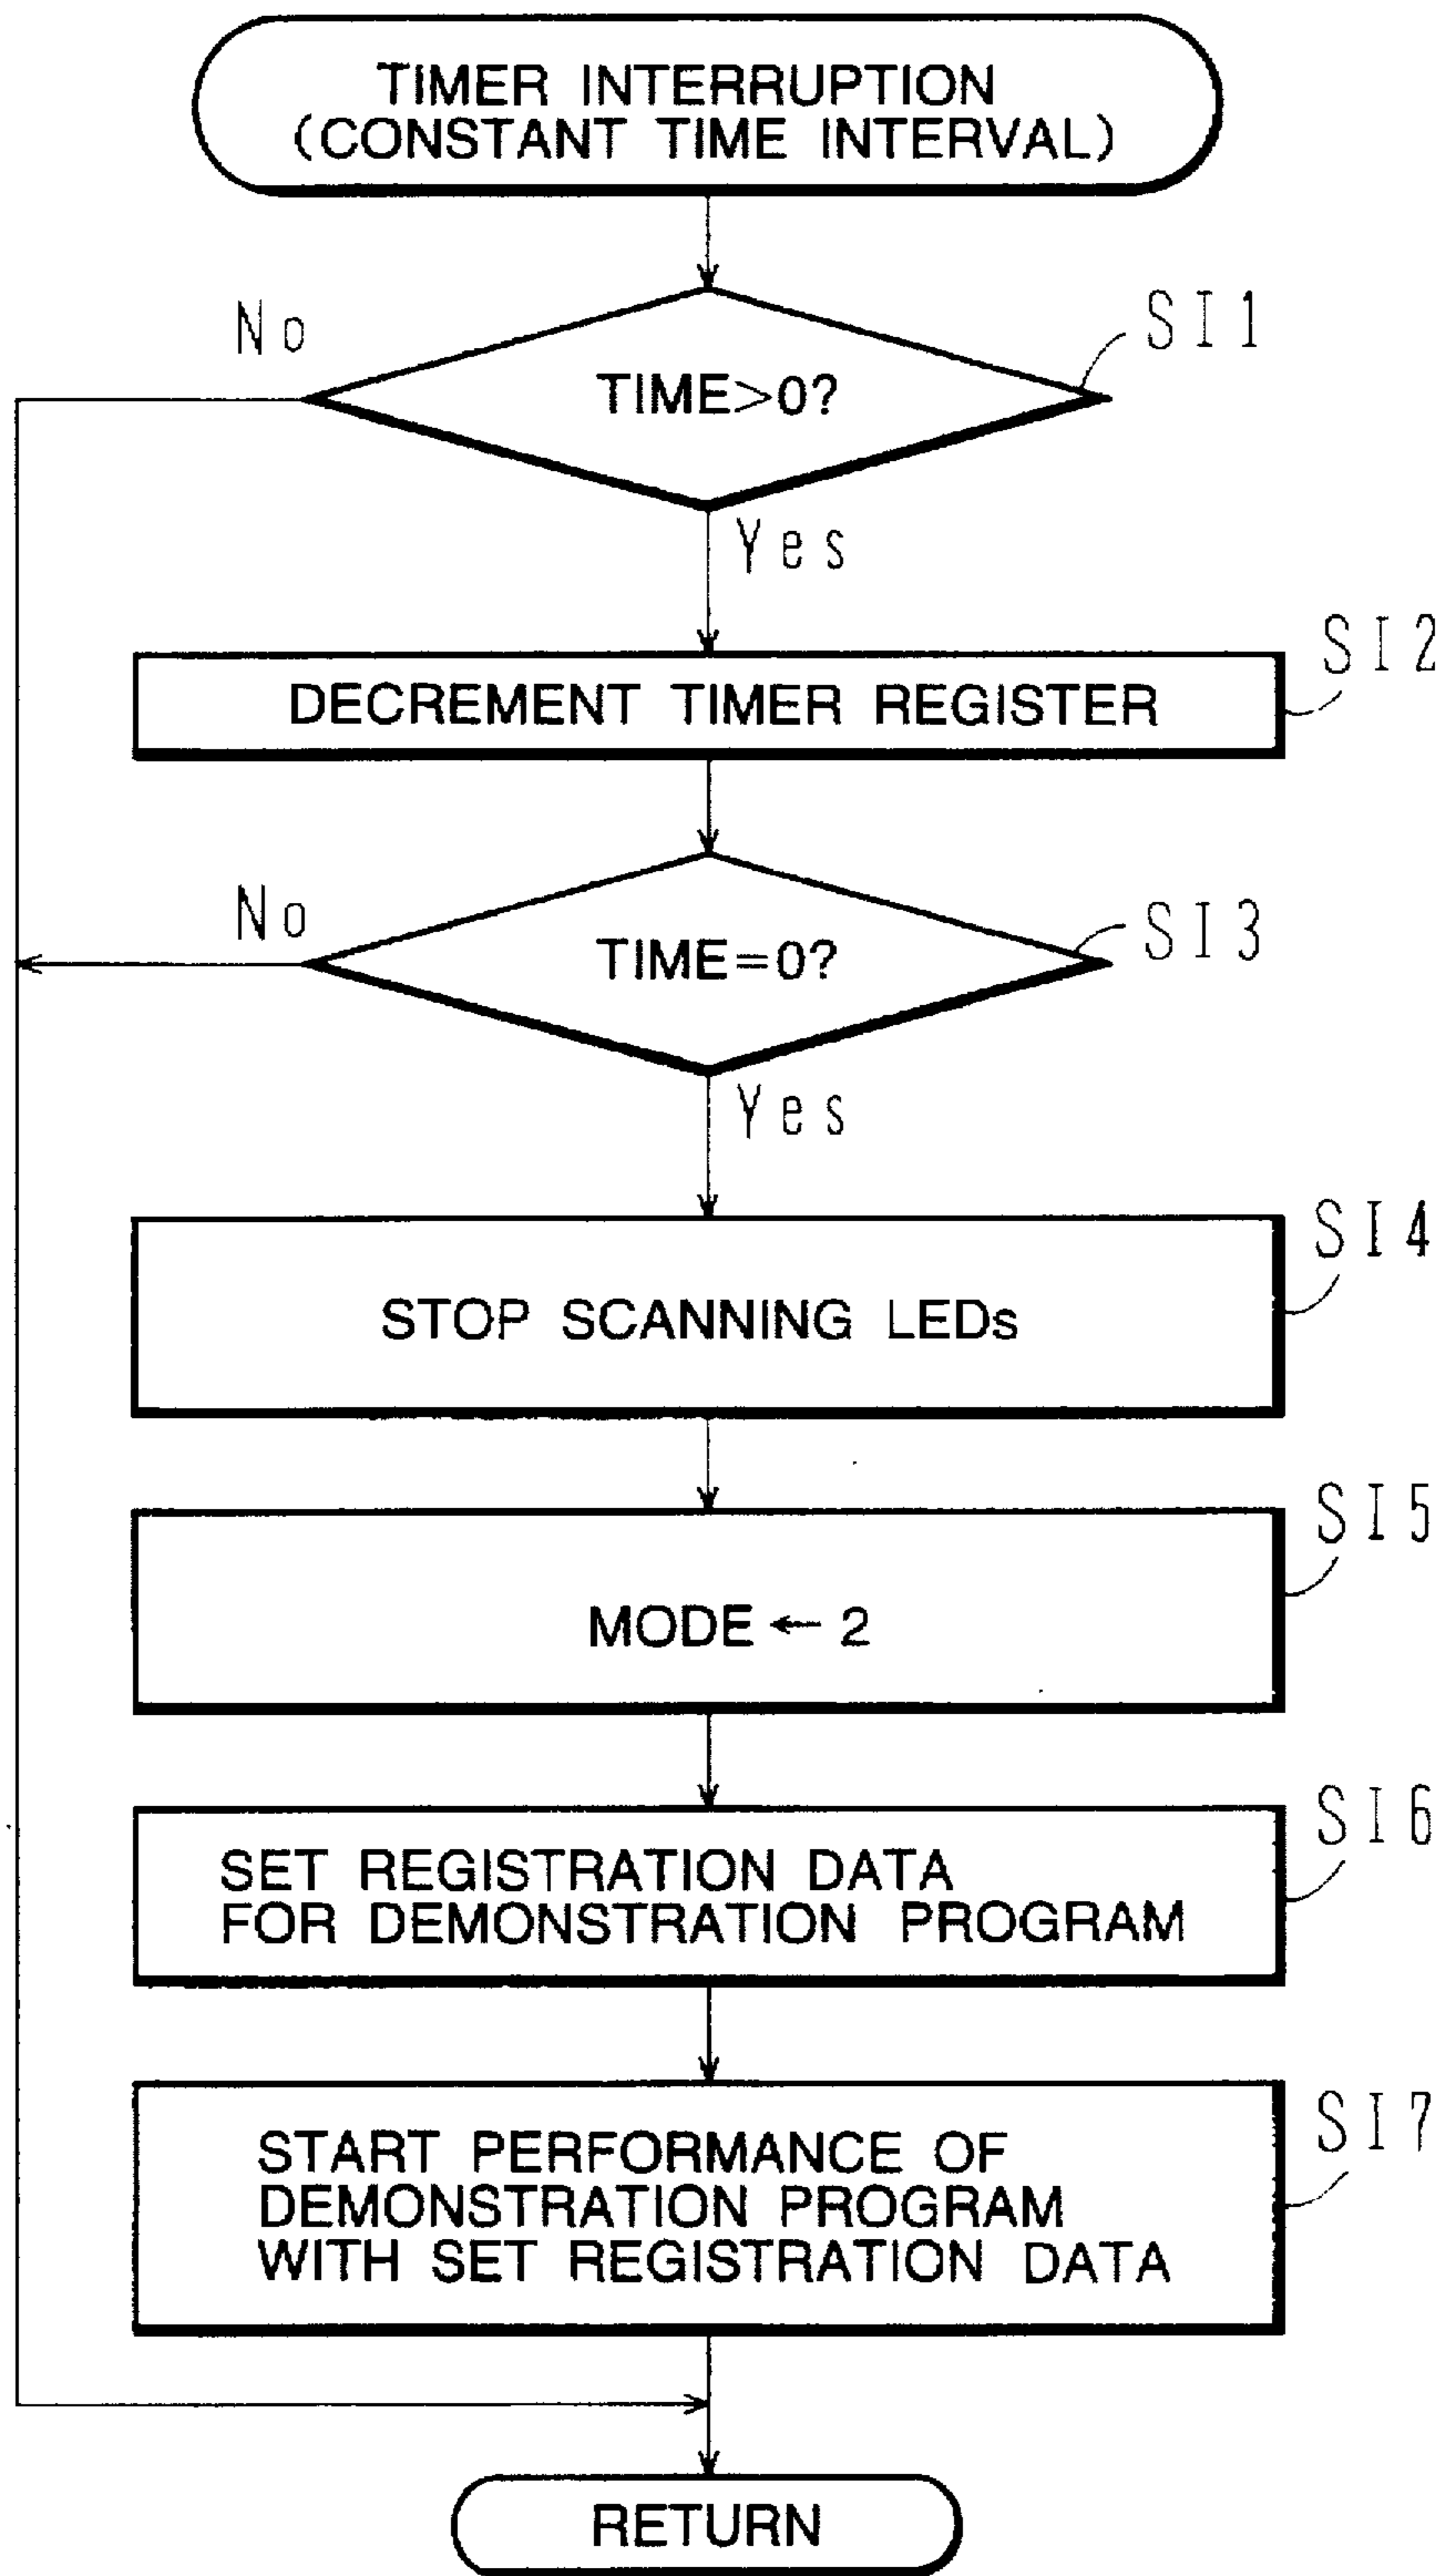 TIMER INTERRUPTION
(CONSTANT TIME INTERVAL)
No
TIME>0?
SI1
Yes
DECREMENT TIMER REGISTER
SI2
No
TIME=0?
SI3
Yes
STOP SCANNING LEDs
SI4
MODE ← 2
SI5
SET REGISTRATION DATA
FOR DEMONSTRATION PROGRAM
SI6
START PERFORMANCE OF
DEMONSTRATION PROGRAM
WITH SET REGISTRATION DATA
SI7
RETURN